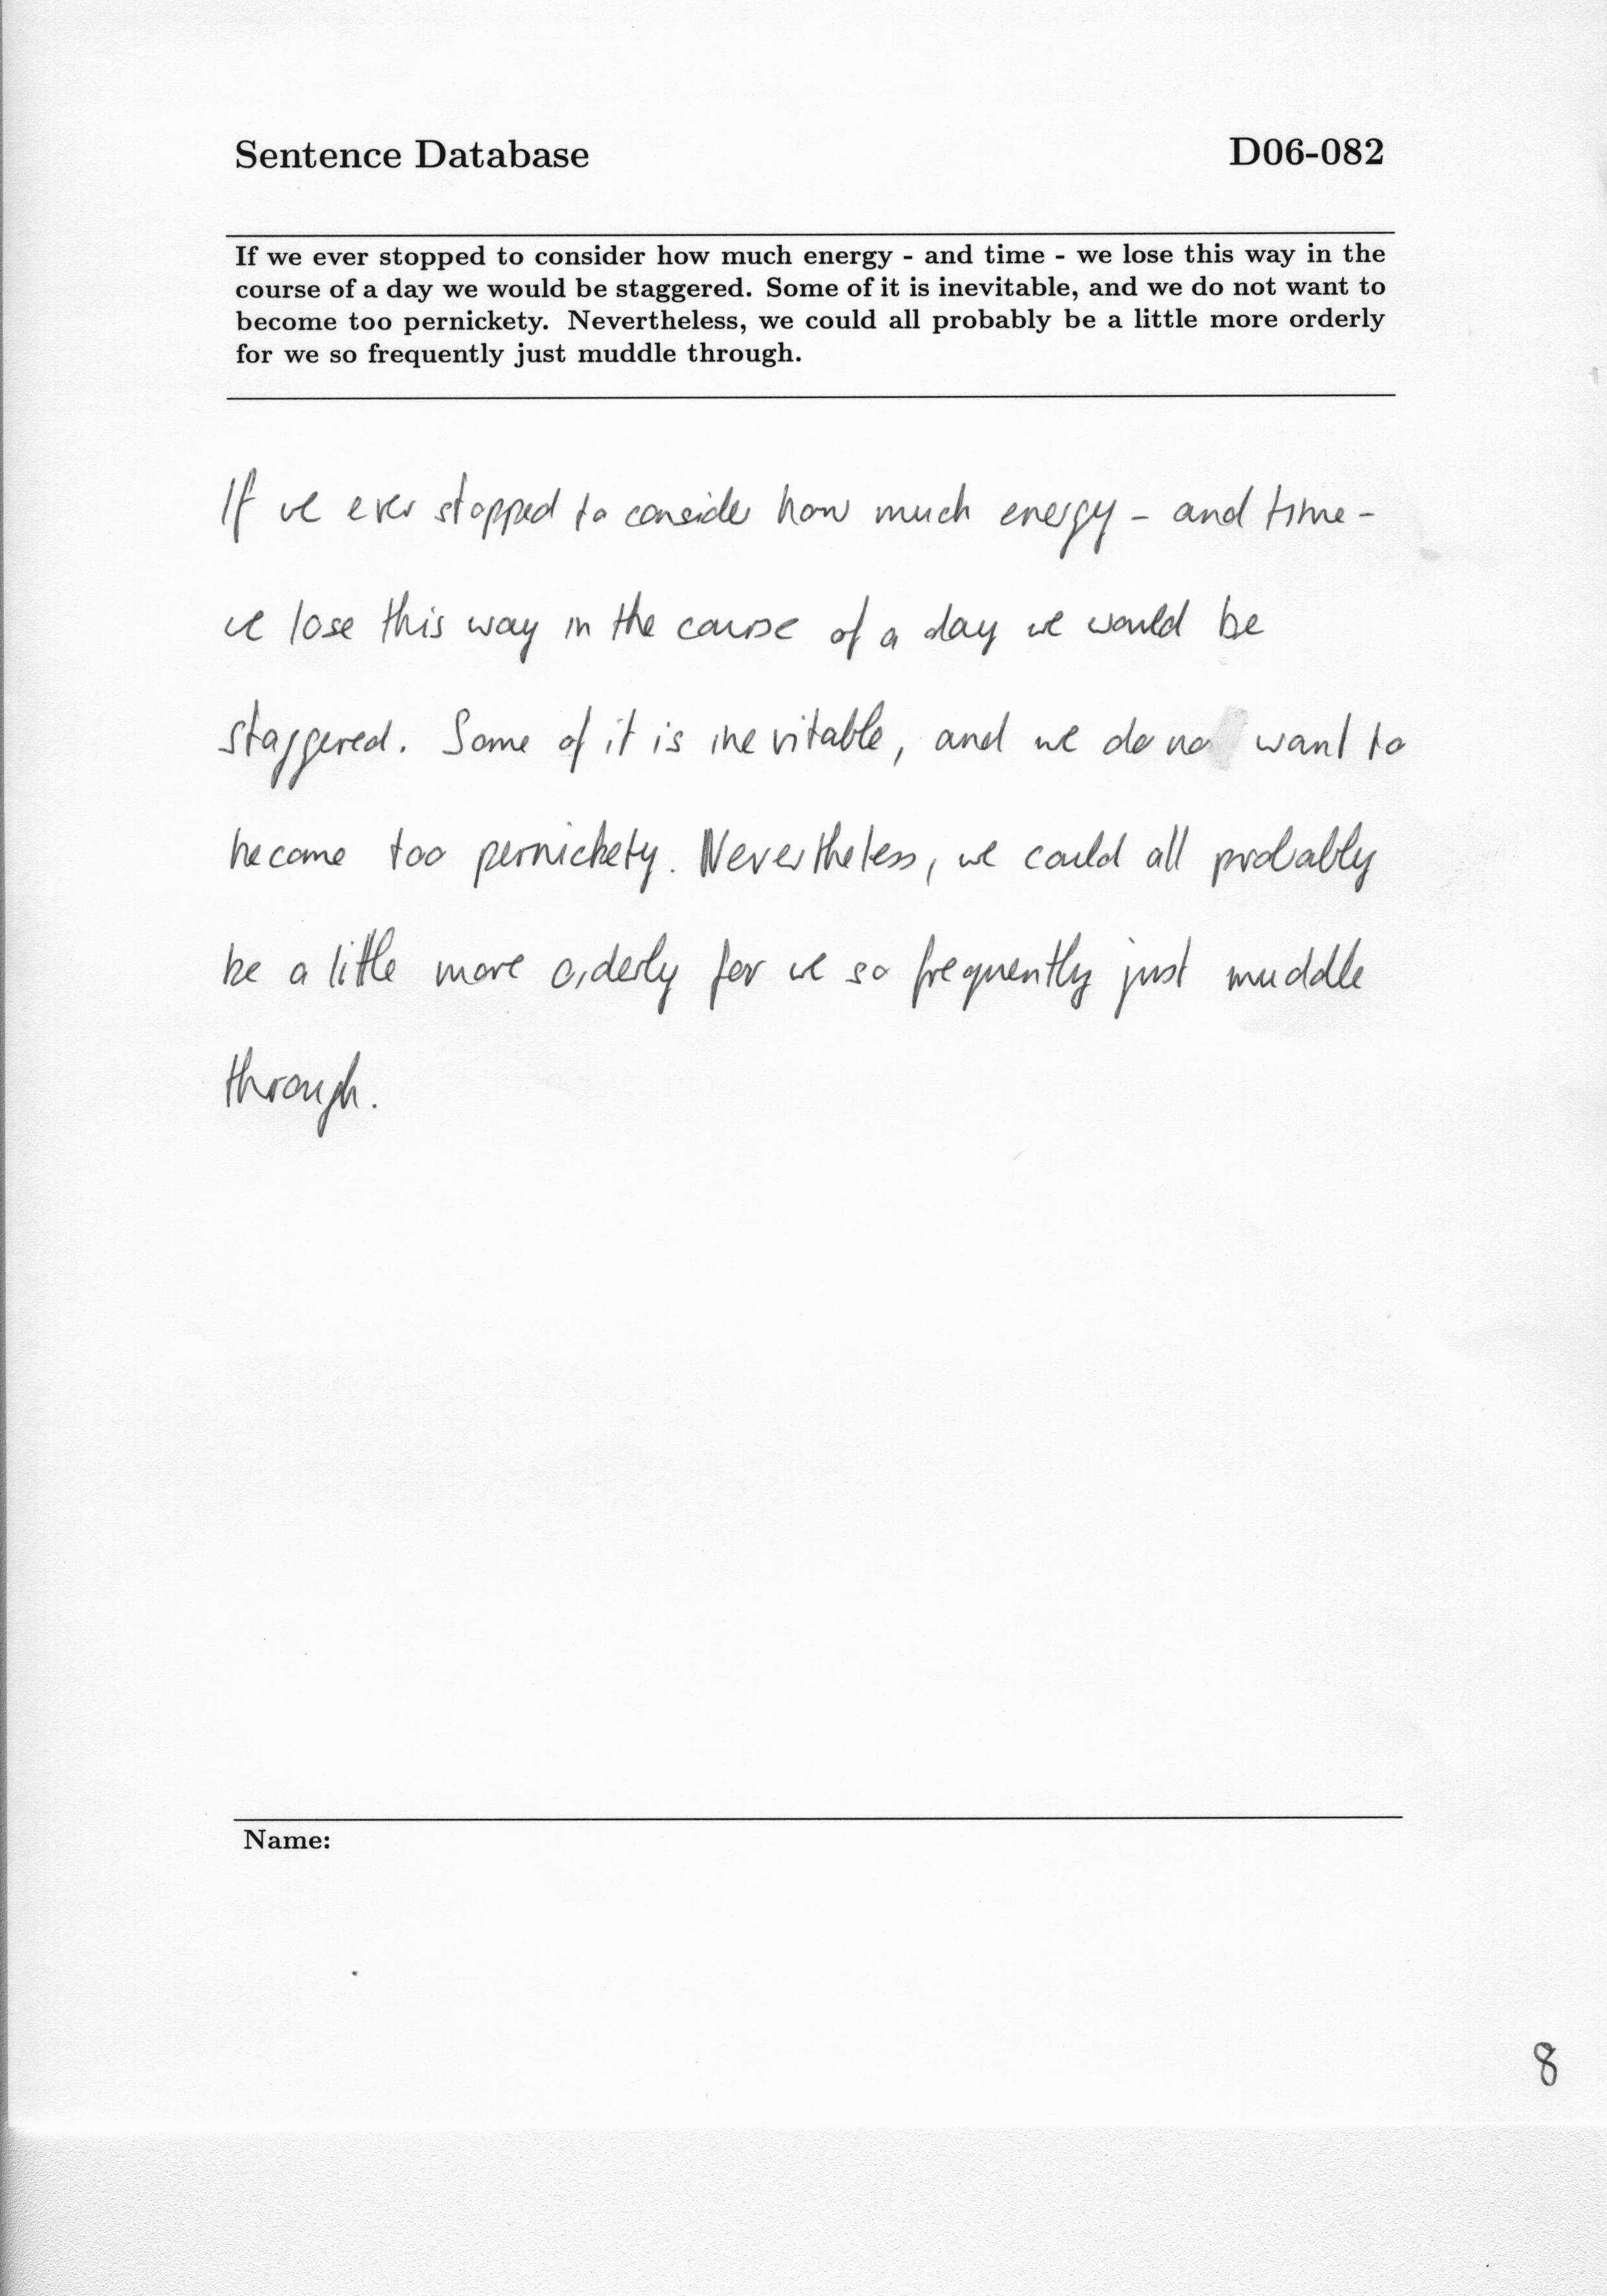 Sentence Database D06-082
If we ever stopped to consider how much energy - and time - we lose this way in the
course of a day we would be staggered. Some of it is inevitable, and we do not want to
become too pernickety. Nevertheless, we could all probably be a little more orderly
for we so frequently just muddle through.
If we ever stopped to consider how much energy - and time -
we lose this way in the course of a day we would be
staggered. Some of it is inevitable, and we do no want to
become too pernickety. Nevertheless, we could all probably
be a little more orderly for we so frequently just muddle
through.
Name:
8